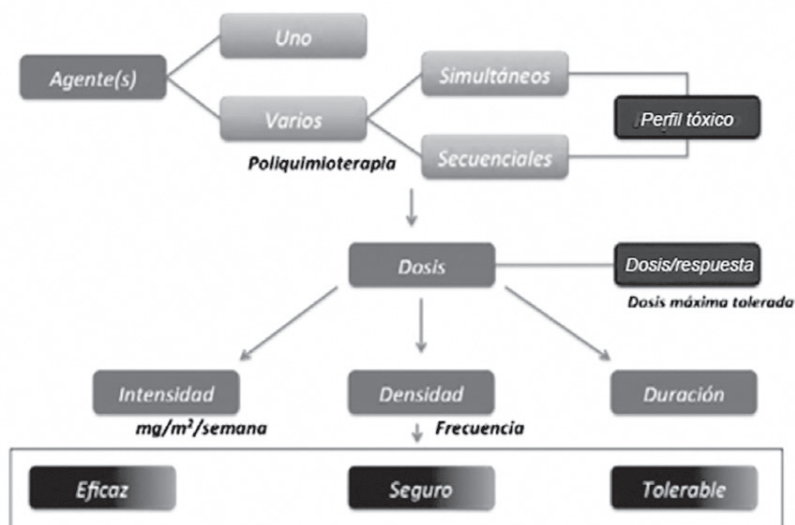 Uno
Agente(s)
Simultáneos
Varios
Perfil tóxico
Poliquimioterapia
Secuenciales
Dosis
Dosis/respuesta
Dosis máxima tolerada
Intensidad
Densidad
Duración
mg/m²/semana
Frecuencia
Eficaz
Seguro
Tolerable